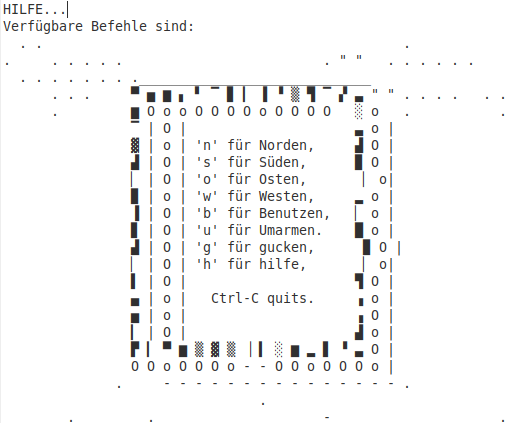 HILFE...
Verfügbare Befehle sind:
'n' für Norden,
's' für Süden,
'o' für Osten,
'w' für Westen,
'b' für Benutzen,
'u' für Umarmen.
'g' für gucken,
'h' für hilfe,
Ctrl-C quits.